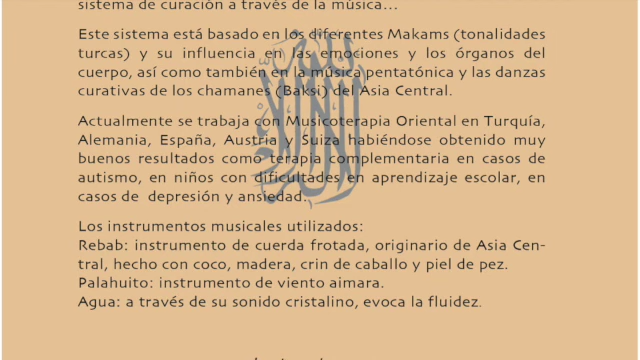 sistema de curación a través de la música...
Este sistema está basado en los diferentes Makams (tonalidades
turcas) y su influencia en las emociones y los órganos del
cuerpo, así como también en la música pentatónica y las danzas
curativas de los chamanes (Baksi) del Asia Central.
Actualmente se trabaja con Musicoterapia Oriental en Turquía,
Alemania, España, Austria y Suiza habiéndose obtenido muy
buenos resultados como terapia complementaria en casos de
autismo, en niños con dificultades en aprendizaje escolar, en
casos de depresión y ansiedad.
Los instrumentos musicales utilizados:
Rebab: instrumento de cuerda frotada, originario de Asia Cen-
tral, hecho con coco, madera, crin de caballo y piel de pez.
Palahuito: instrumento de viento aimara.
Agua: a través de su sonido cristalino, evoca la fluidez.